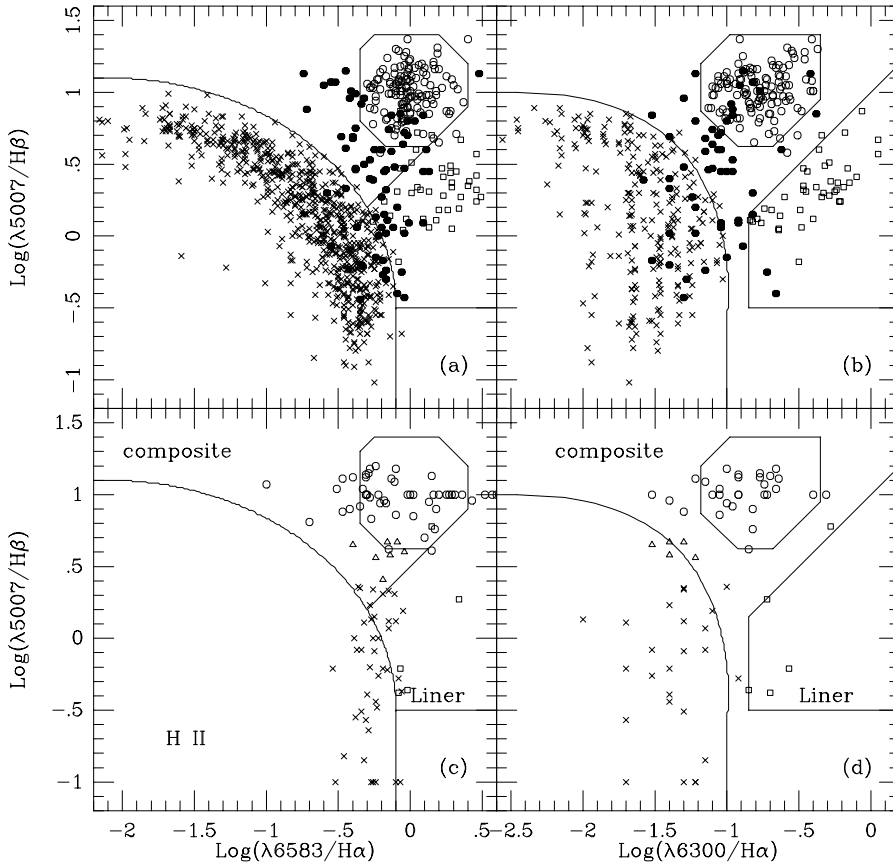 1.5
1
.5
0
−.5
−1
Log(λ5007/Hβ)
(a)
(b)
1.5
1
.5
0
−.5
−1
Log(λ5007/Hβ)
composite
composite
Liner
Liner
H II
(c)
(d)
−2 −1.5 −1 −.5 0 .5
−2.5 −2 −1.5 −1 −.5 0
Log(λ6583/Hα)
Log(λ6300/Hα)